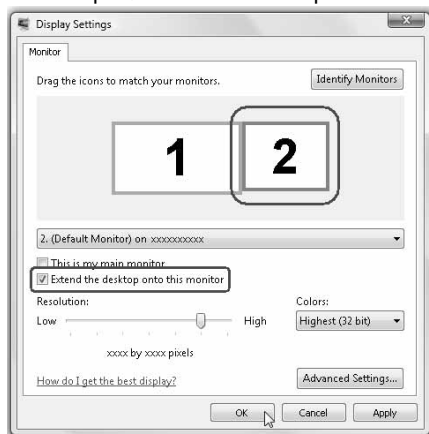 Display Settings
Monitor
Drag the icons to match your monitors.
Identify Monitors
1
2
2. (Default Monitor) on xxxxxxxxxx
This is my main monitor
Extend the desktop onto this monitor
Resolution:
Colors:
Low
High
Highest (32 bit)
xxxx by xxxx pixels
How do I get the best display?
Advanced Settings...
OK
Cancel
Apply